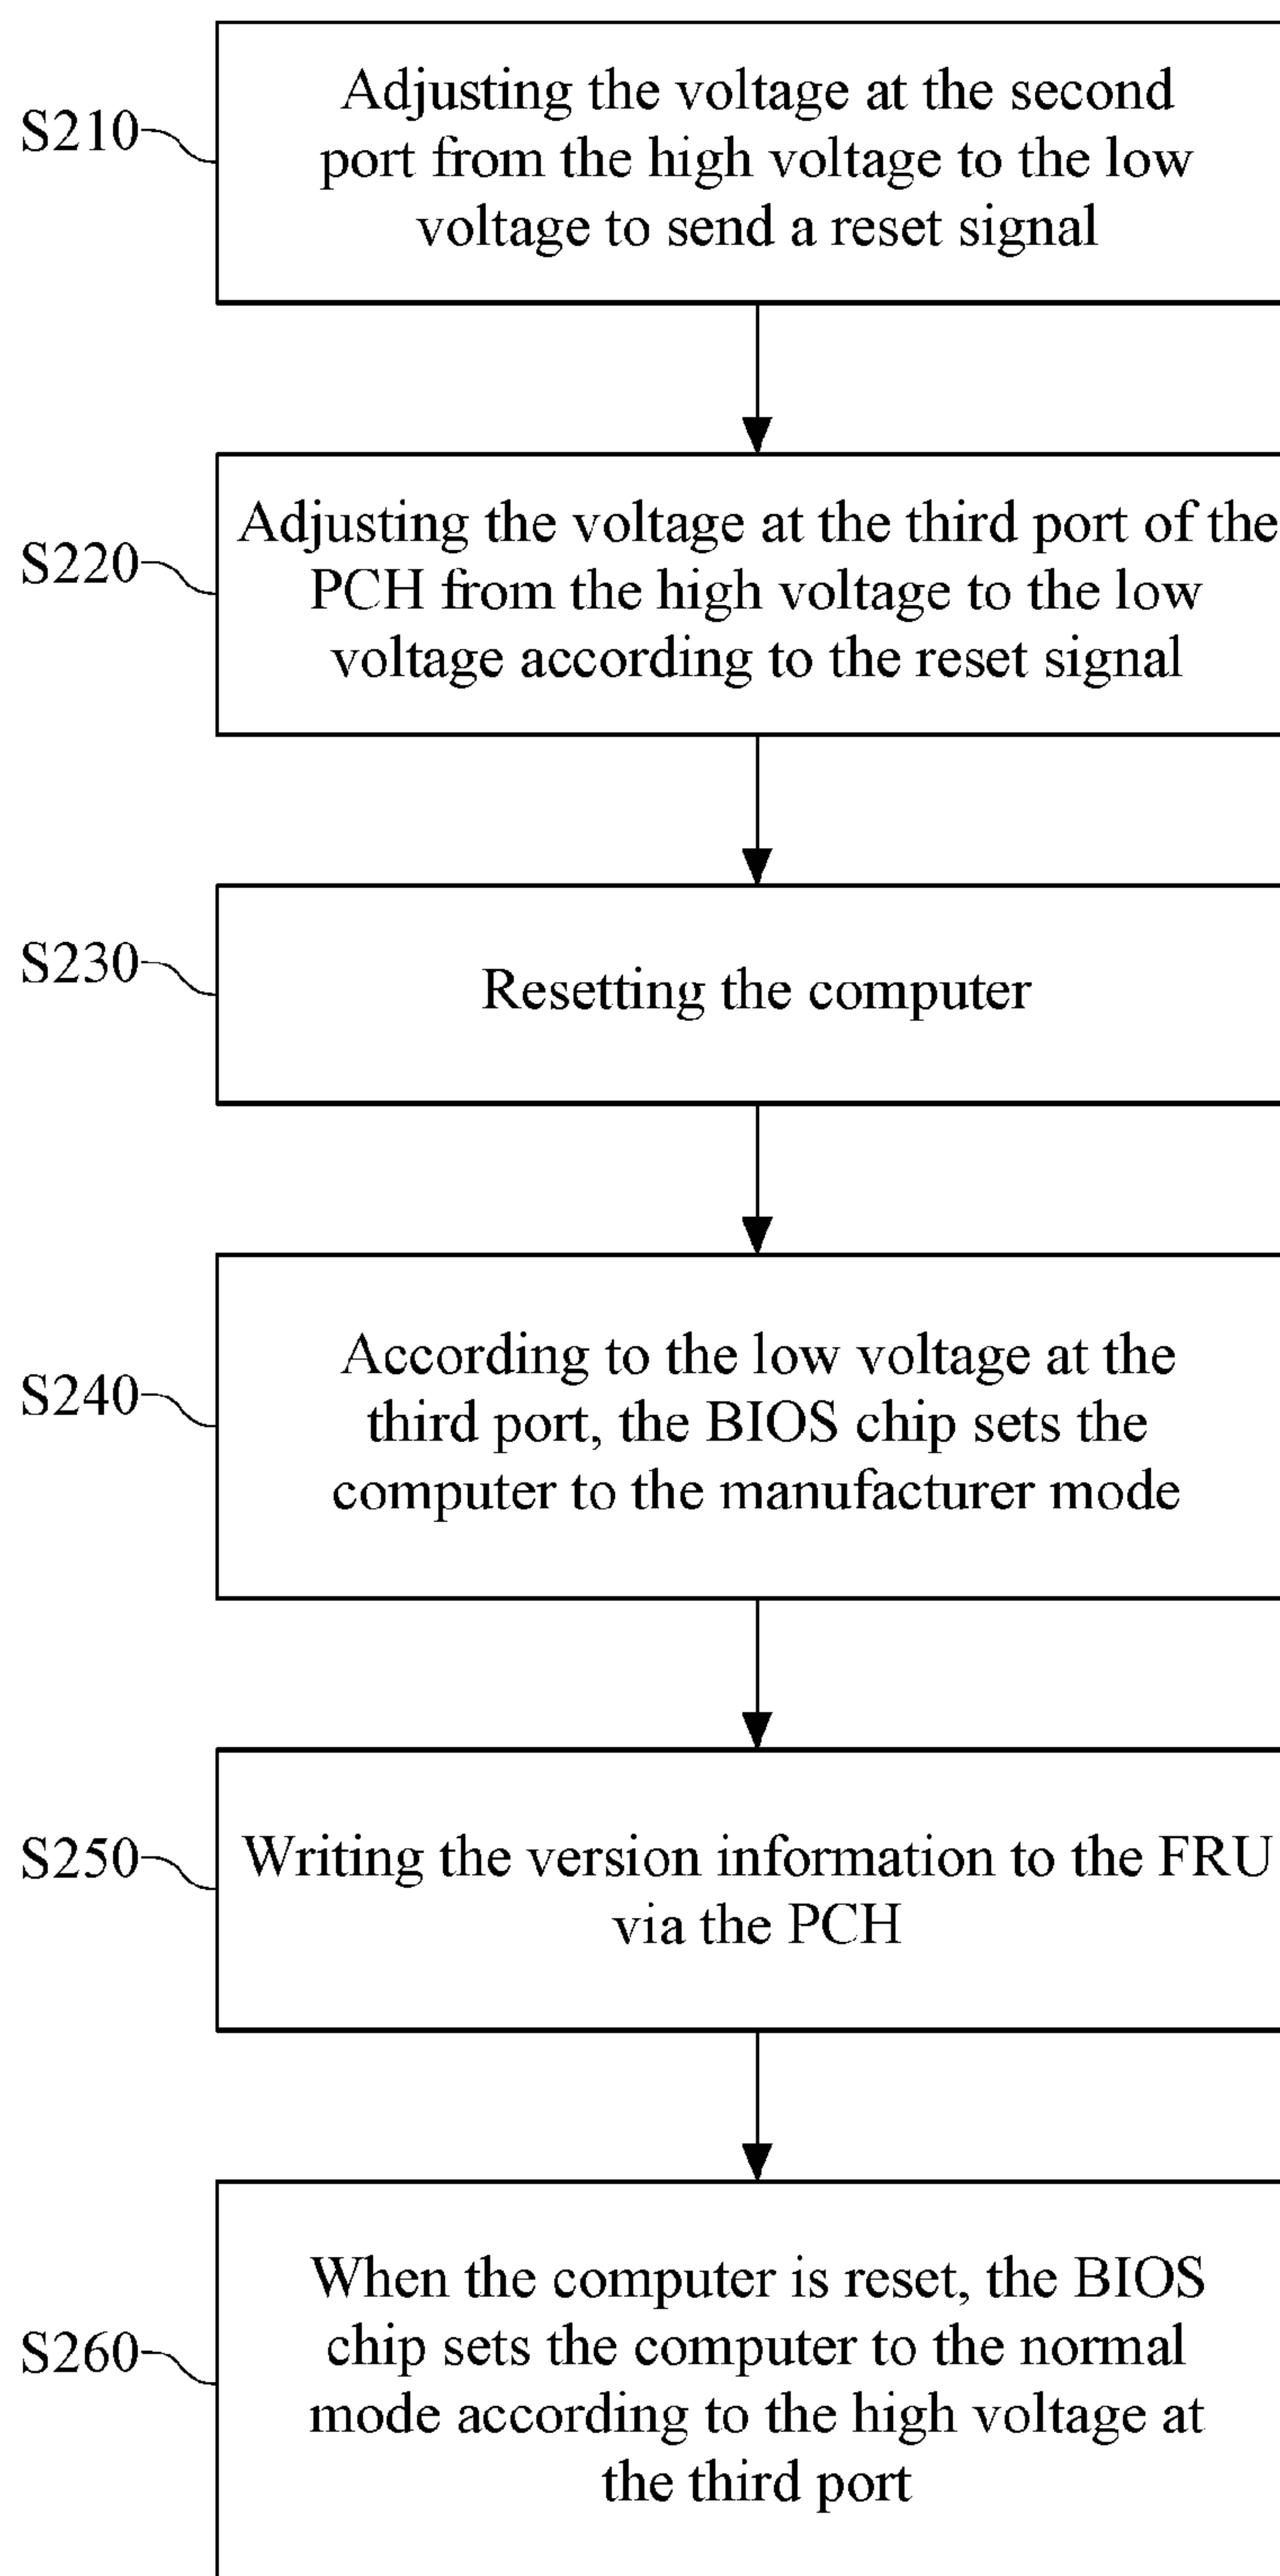 S210
Adjusting the voltage at the second
port from the high voltage to the low
voltage to send a reset signal
S220
Adjusting the voltage at the third port of the
PCH from the high voltage to the low
voltage according to the reset signal
S230
Resetting the computer
S240
According to the low voltage at the
third port, the BIOS chip sets the
computer to the manufacturer mode
S250
Writing the version information to the FRU
via the PCH
S260
When the computer is reset, the BIOS
chip sets the computer to the normal
mode according to the high voltage at
the third port